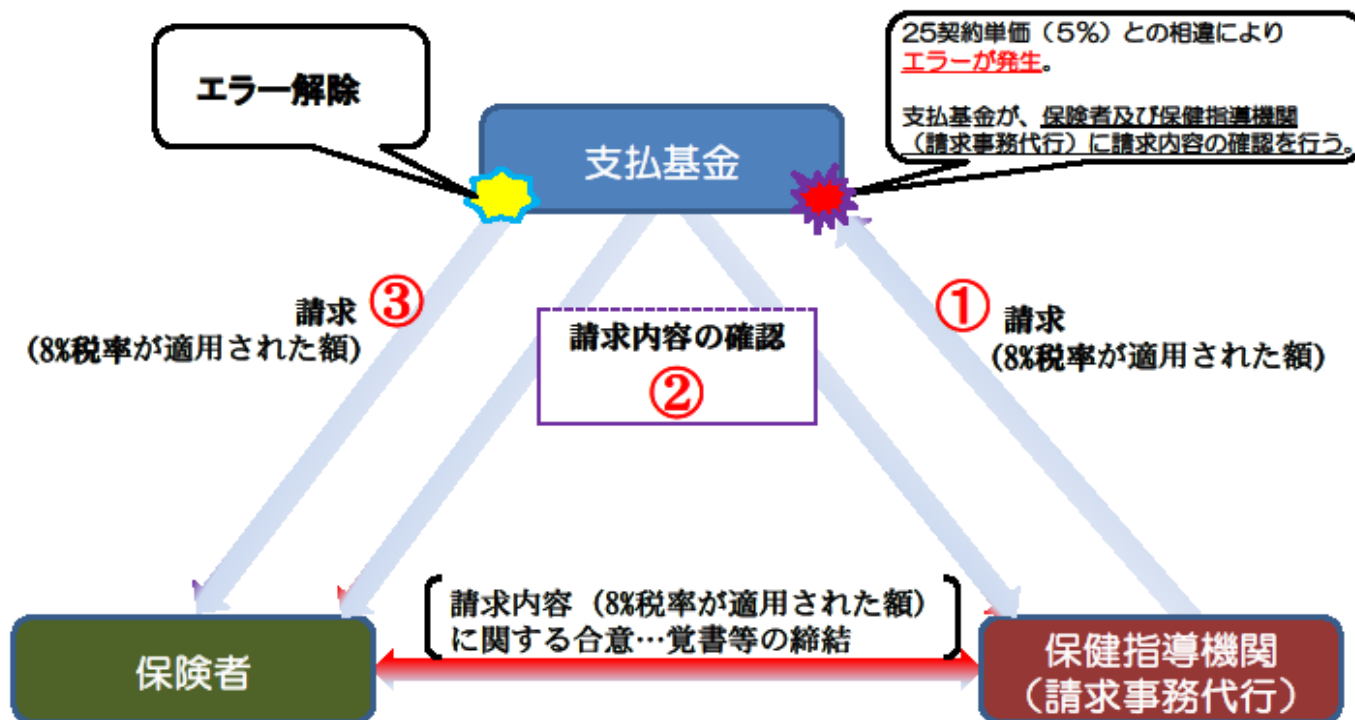 25契約単価（5%）との相違により
エラーが発生。
支払基金が、保険者及び保健指導機関
（請求事務代行）に請求内容の確認を行う。
エラー解除
支払基金
③
請求
（8%税率が適用された額）
請求内容の確認
②
①
請求
（8%税率が適用された額）
請求内容（8%税率が適用された額）
に関する合意…覚書等の締結
保険者
保健指導機関
（請求事務代行）